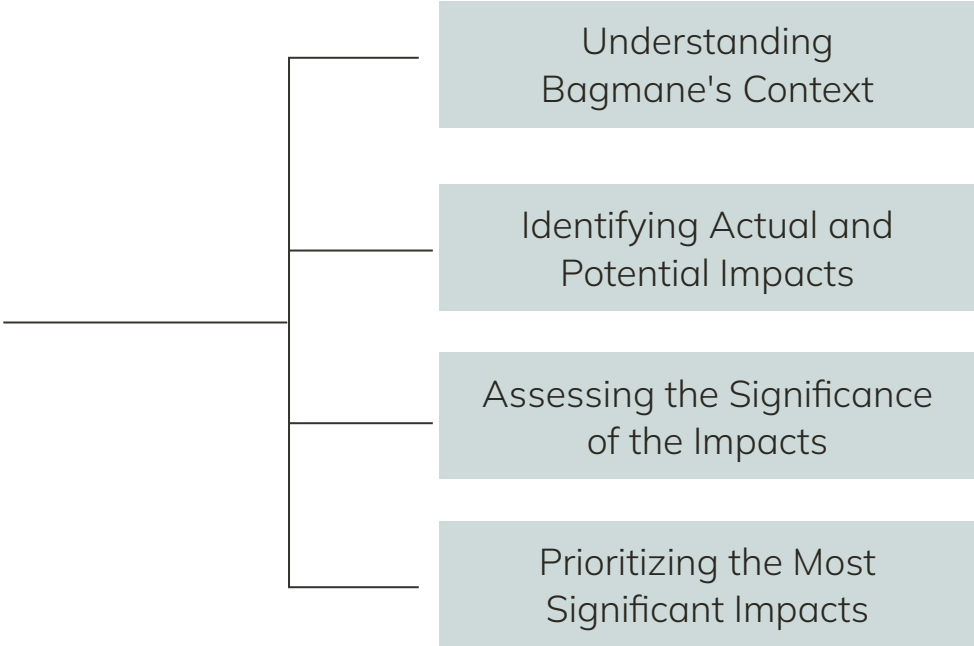 Understanding
Bagmane's Context
Identifying Actual and
Potential Impacts
Assessing the Significance
of the Impacts
Prioritizing the Most
Significant Impacts